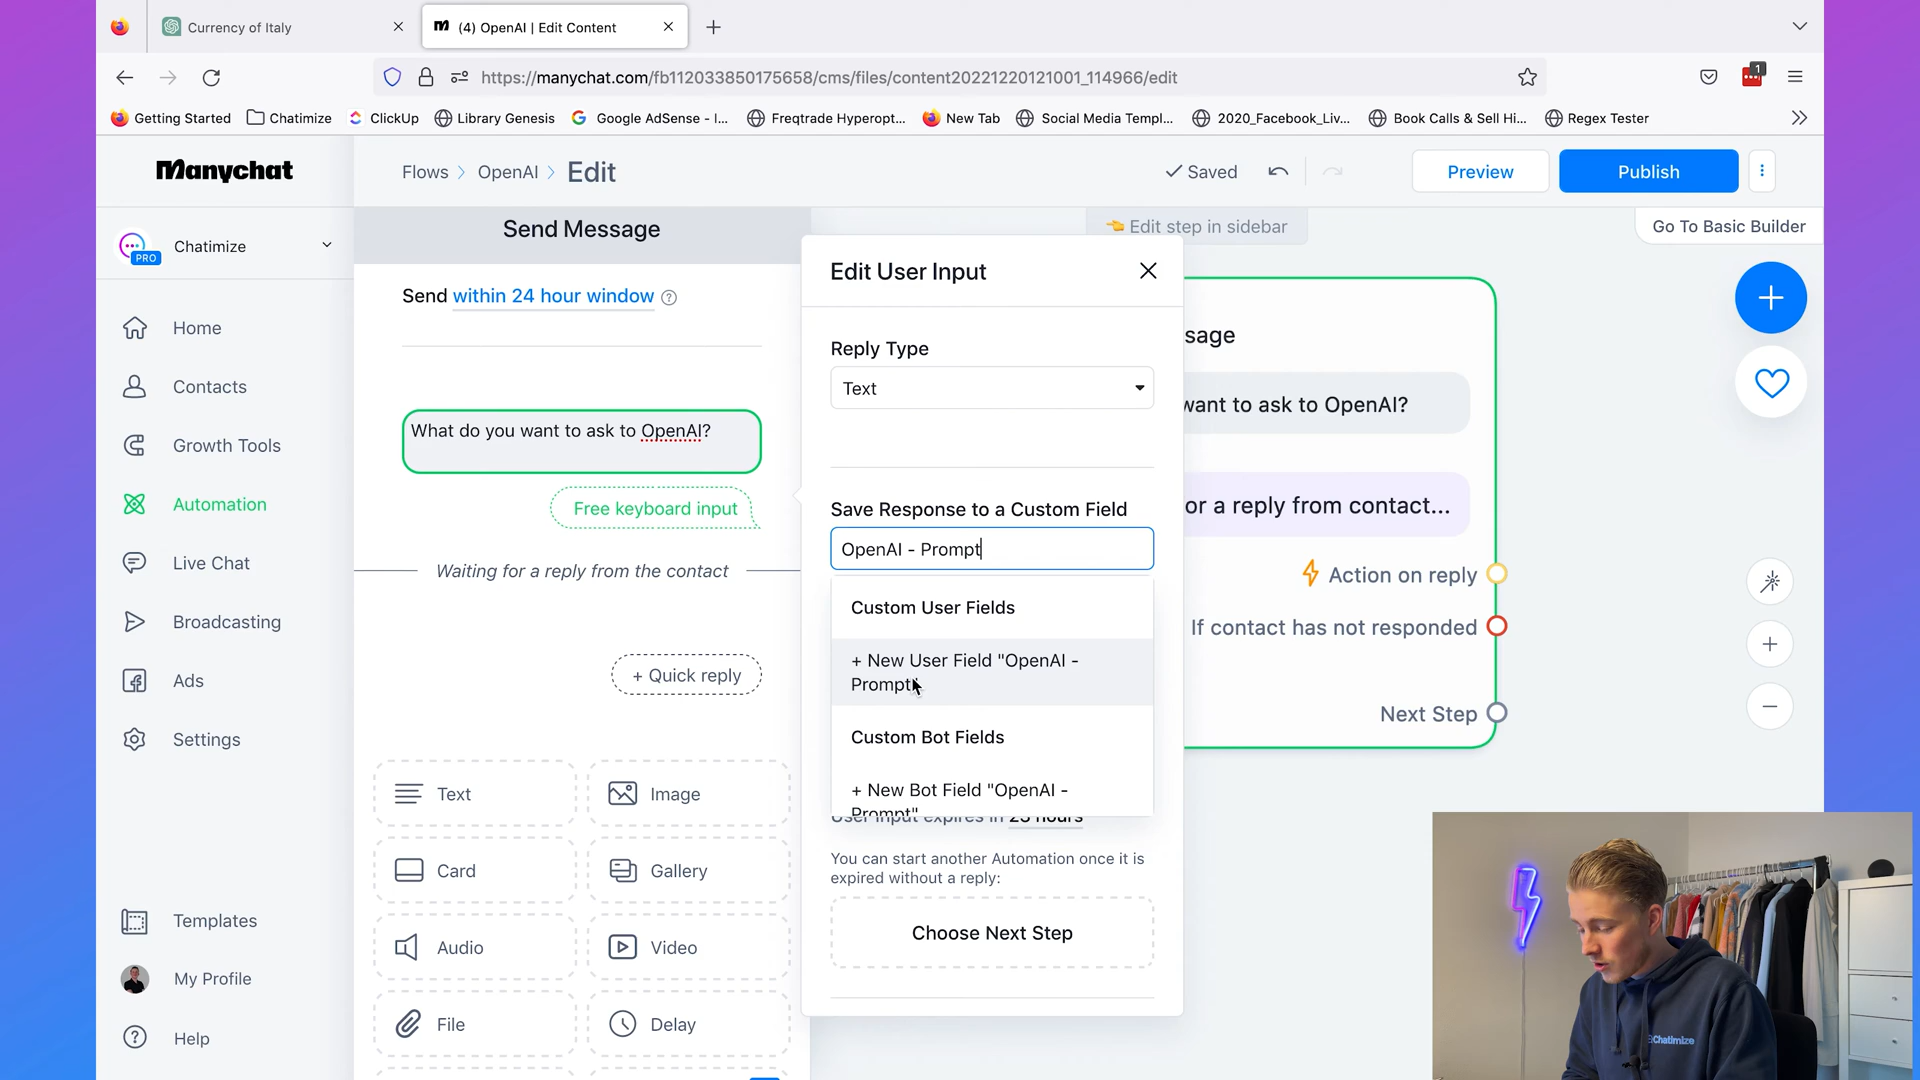 Currency of Italy
(4) OpenAI | Edit Content
https://manychat.com/fb112033850175658/cms/files/content20221220121001_114966/edit
1
Getting Started
Chatimize
ClickUp
Library Genesis
Google AdSense - I...
Freqtrade Hyperopt...
New Tab
Social Media Templ...
2020_Facebook_Liv...
Book Calls & Sell Hi...
Regex Tester
Manychat
Flows
OpenAI
Edit
Saved
Preview
Publish
Chatimize
PRO
Home
Contacts
Growth Tools
Automation
Live Chat
Broadcasting
Ads
Settings
Templates
My Profile
Help
Send Message
Send within 24 hour window
What do you want to ask to OpenAI?
Free keyboard input
Waiting for a reply from the contact
+ Quick reply
Text
Image
Card
Gallery
Audio
Video
File
Delay
Edit User Input
Reply Type
Text
Save Response to a Custom Field
OpenAI - Prompt
Custom User Fields
+ New User Field "OpenAI -
Prompt"
Custom Bot Fields
+ New Bot Field "OpenAI -
Prompt"
User Input expires in 23 hours
You can start another Automation once it is
expired without a reply:
Choose Next Step
Edit step in sidebar
Go To Basic Builder
sage
want to ask to OpenAI?
or a reply from contact...
Action on reply
If contact has not responded
Next Step
Chatimize